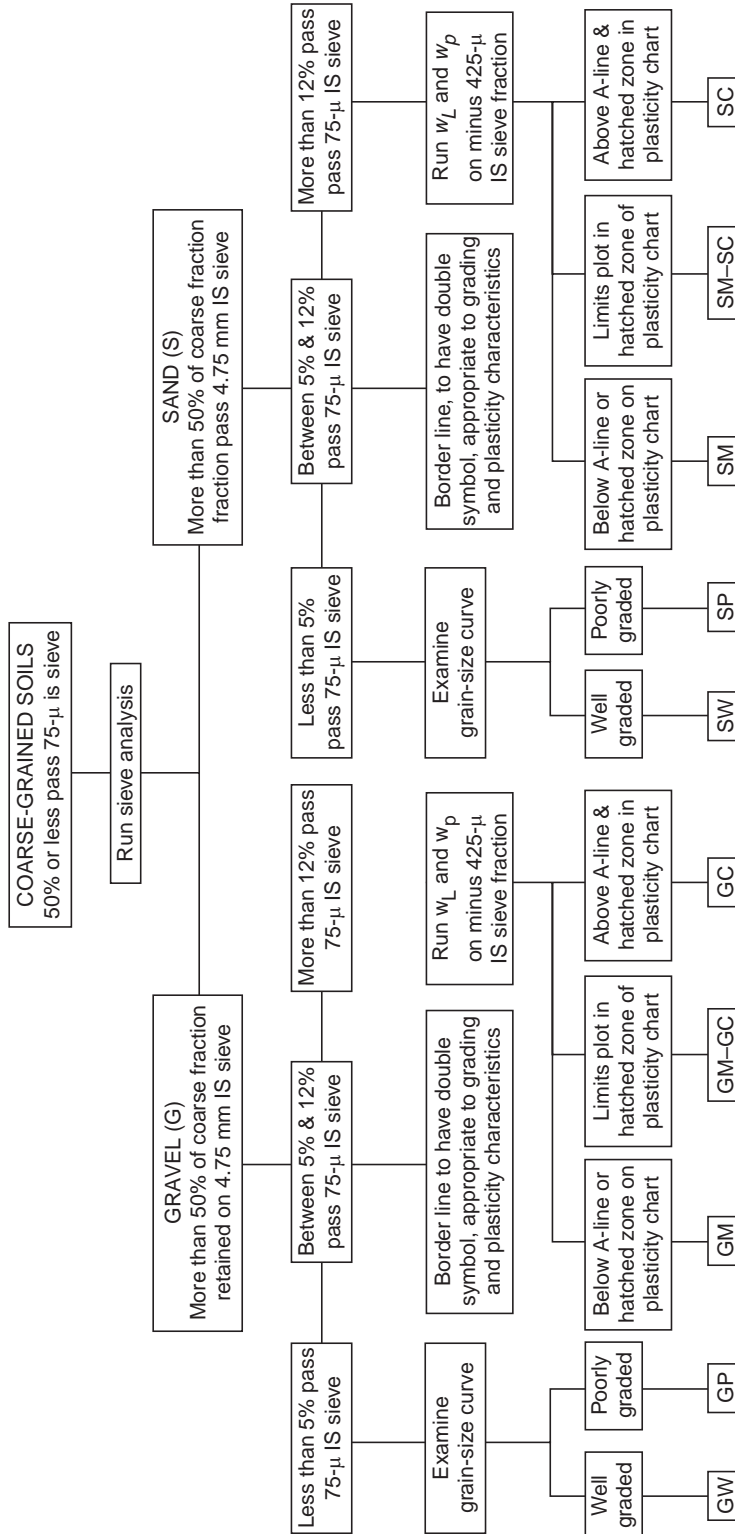 COARSE-GRAINED SOILS
50% or less pass 75-μ is sieve
Run sieve analysis
GRAVEL (G)
More than 50% of coarse fraction
retained on 4.75 mm IS sieve
SAND (S)
More than 50% of coarse fraction
fraction pass 4.75 mm IS sieve
Less than 5% pass
75-μ IS sieve
Between 5% & 12%
pass 75-μ IS sieve
More than 12% pass
75-μ IS sieve
Less than 5%
pass 75-μ IS sieve
Between 5% & 12%
pass 75-μ IS sieve
More than 12%
pass 75-μ IS sieve
Examine
grain-size curve
Border line to have double
symbol, appropriate to grading
and plasticity characteristics
Run w_L and w_p
on minus 425-μ
IS sieve fraction
Examine
grain-size curve
Border line, to have double
symbol, appropriate to grading
and plasticity characteristics
Run w_L and w_p
on minus 425-μ
IS sieve fraction
Well
graded
Poorly
graded
Below A-line or
hatched zone on
plasticity chart
Limits plot in
hatched zone of
plasticity chart
Above A-line &
hatched zone in
plasticity chart
Well
graded
Poorly
graded
Below A-line or
hatched zone on
plasticity chart
Limits plot in
hatched zone of
plasticity chart
Above A-line &
hatched zone in
plasticity chart
GW
GP
GM
GM–GC
GC
SW
SP
SM
SM–SC
SC